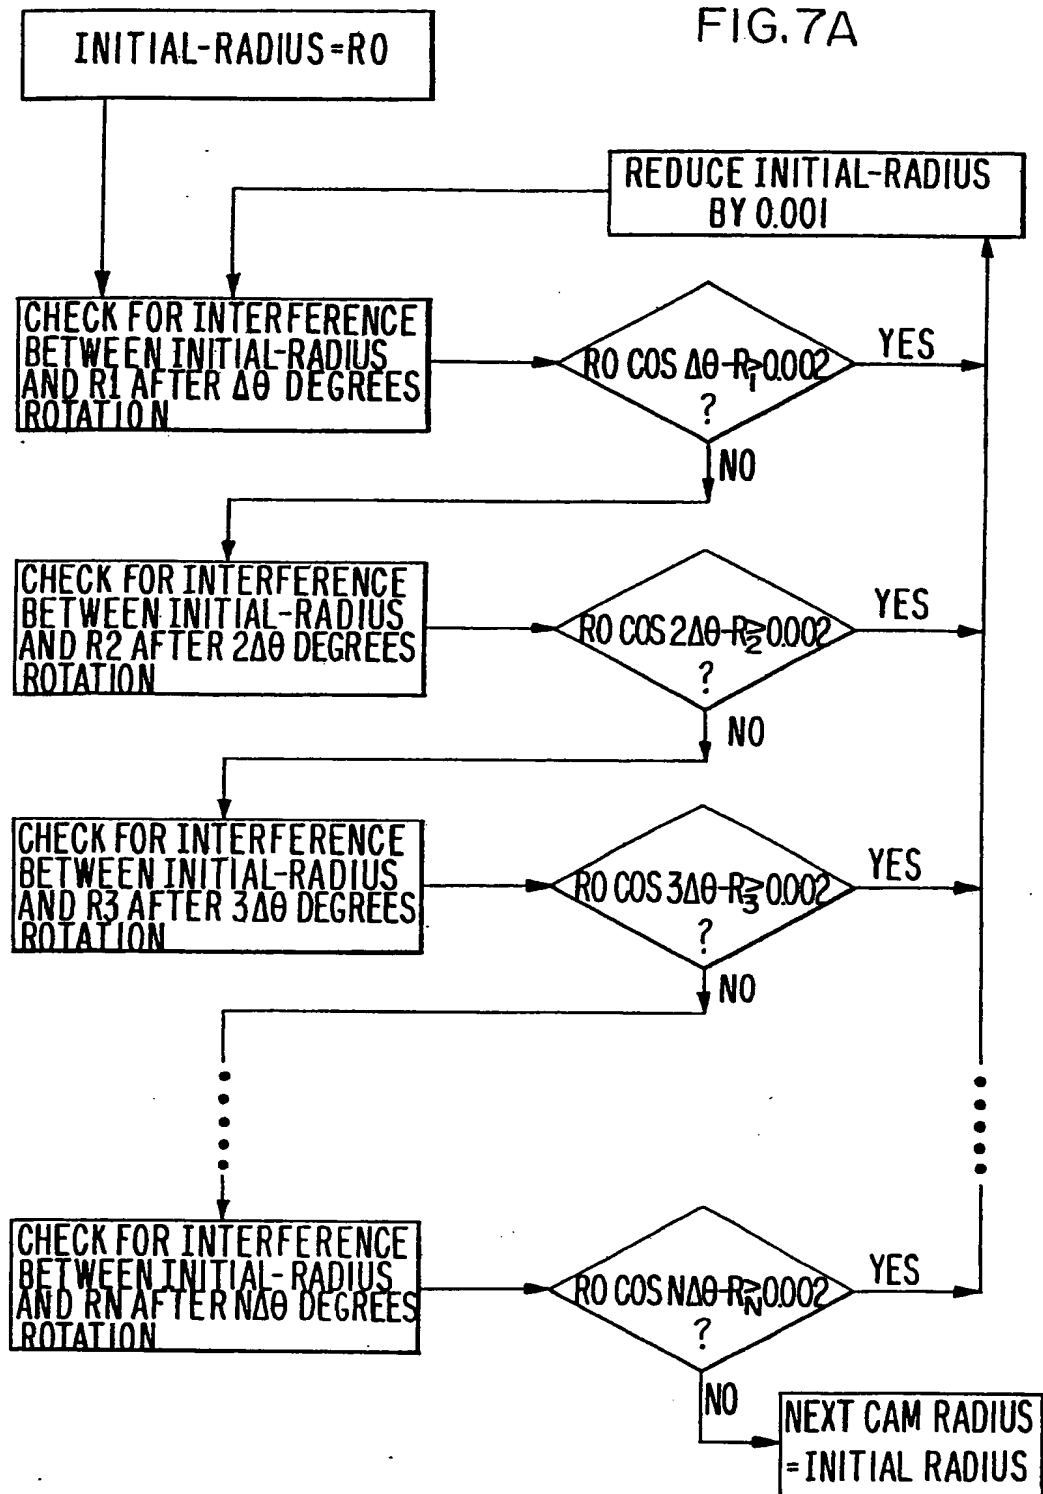 FIG.7A
INITIAL-RADIUS=R0
REDUCE INITIAL-RADIUS
BY 0.001
CHECK FOR INTERFERENCE
BETWEEN INITIAL-RADIUS
AND R1 AFTER Δθ DEGREES
ROTATION
R0 COS Δθ-R₁≥0.002
?
YES
NO
CHECK FOR INTERFERENCE
BETWEEN INITIAL-RADIUS
AND R2 AFTER 2Δθ DEGREES
ROTATION
R0 COS 2Δθ-R₂≥0.002
?
YES
NO
CHECK FOR INTERFERENCE
BETWEEN INITIAL-RADIUS
AND R3 AFTER 3Δθ DEGREES
ROTATION
R0 COS 3Δθ-R₃≥0.002
?
YES
NO
CHECK FOR INTERFERENCE
BETWEEN INITIAL-RADIUS
AND RN AFTER NΔθ DEGREES
ROTATION
R0 COS NΔθ-R_N≥0.002
?
YES
NO
NEXT CAM RADIUS
=INITIAL RADIUS